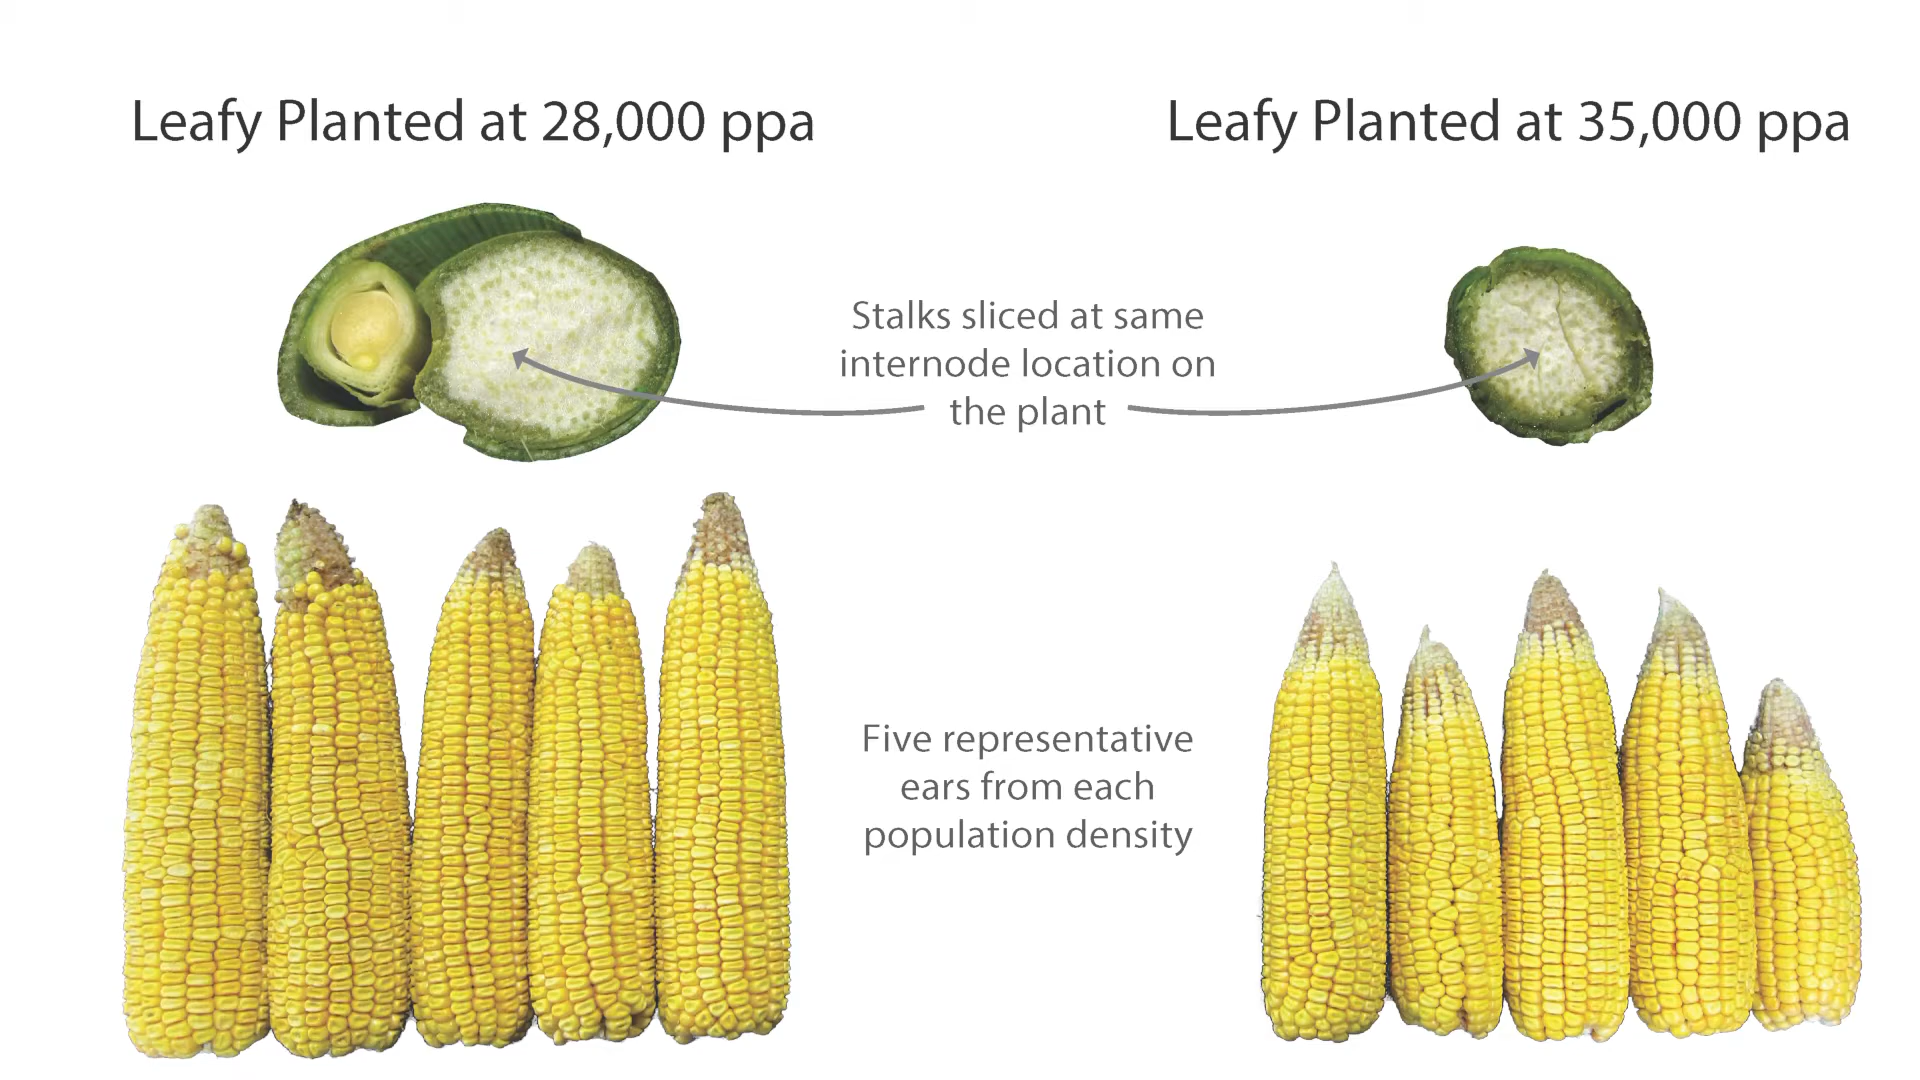 Leafy Planted at 28,000 ppa
Leafy Planted at 35,000 ppa
Stalks sliced at same
internode location on
the plant
Five representative
ears from each
population density